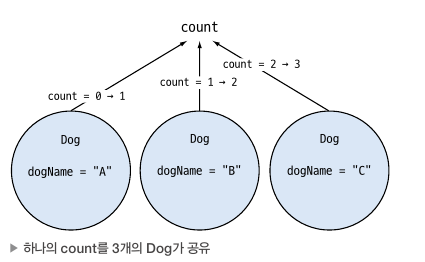 count
count = 0 → 1
count = 1 → 2
count = 2 → 3
Dog
dogName = "A"
Dog
dogName = "B"
Dog
dogName = "C"
▶ 하나의 count를 3개의 Dog가 공유